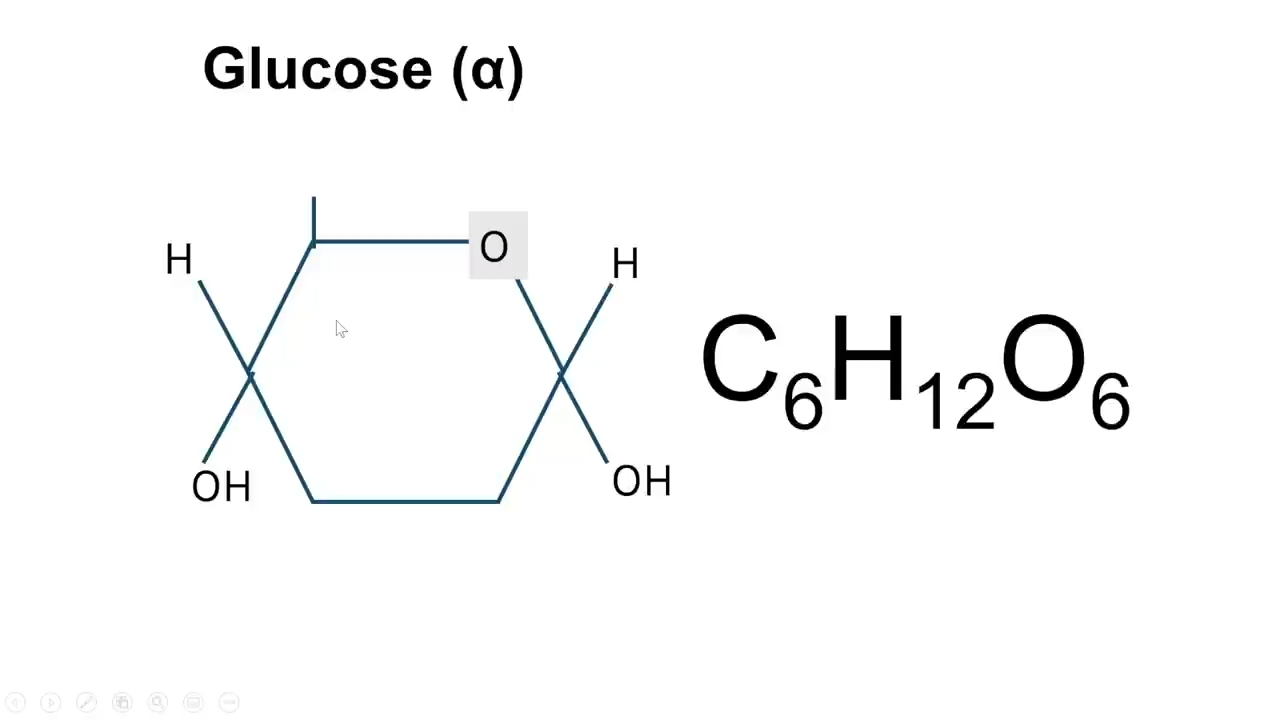 Glucose (α)
H
O
H
C₆H₁₂O₆
OH
OH